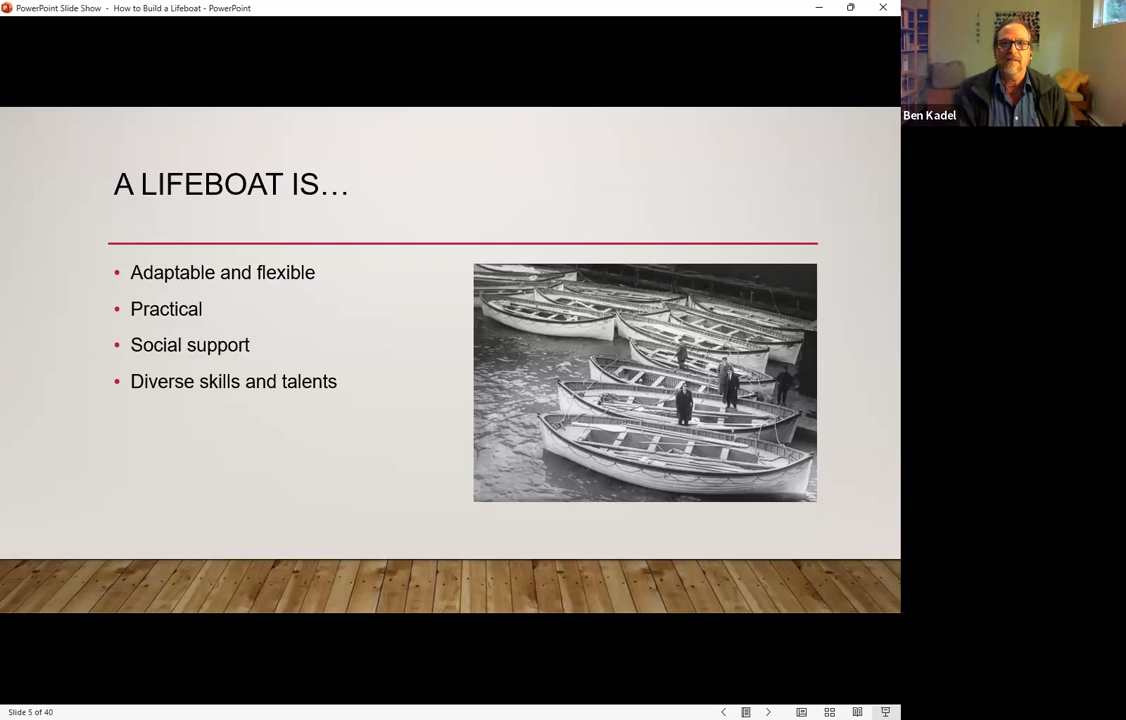 PowerPoint Slide Show - How to Build a Lifeboat - PowerPoint
Ben Kadel
A LIFEBOAT IS…
• Adaptable and flexible
• Practical
• Social support
• Diverse skills and talents
Slide 5 of 40